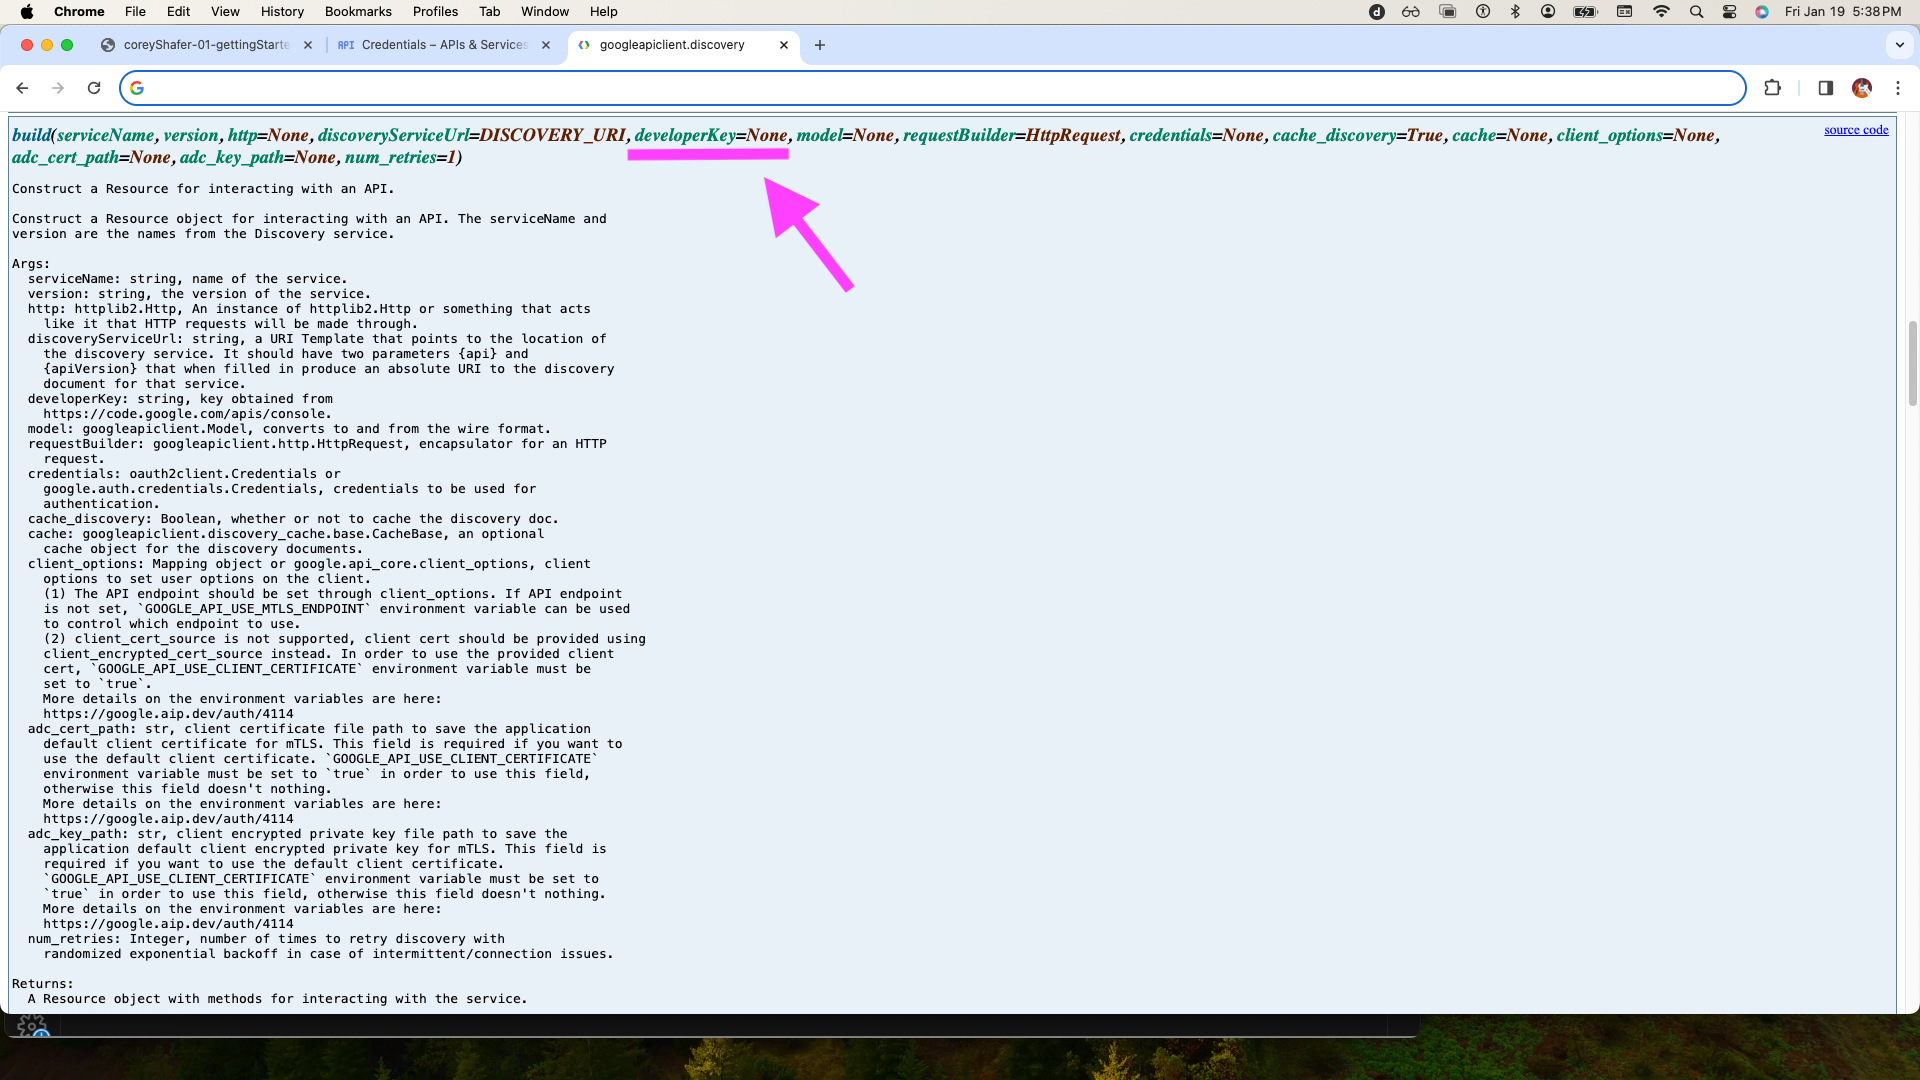 Chrome File Edit View History Bookmarks Profiles Tab Window Help Fri Jan 19 5:38 PM
coreyShafer-01-gettingStarte API Credentials – APIs & Services googleapiclient.discovery
build(serviceName, version, http=None, discoveryServiceUrl=DISCOVERY_URI, developerKey=None, model=None, requestBuilder=HttpRequest, credentials=None, cache_discovery=True, cache=None, client_options=None, source code
adc_cert_path=None, adc_key_path=None, num_retries=1)
Construct a Resource for interacting with an API.
Construct a Resource object for interacting with an API. The serviceName and
version are the names from the Discovery service.
Args:
serviceName: string, name of the service.
version: string, the version of the service.
http: httplib2.Http, An instance of httplib2.Http or something that acts
like it that HTTP requests will be made through.
discoveryServiceUrl: string, a URI Template that points to the location of
the discovery service. It should have two parameters {api} and
{apiVersion} that when filled in produce an absolute URI to the discovery
document for that service.
developerKey: string, key obtained from
https://code.google.com/apis/console.
model: googleapiclient.Model, converts to and from the wire format.
requestBuilder: googleapiclient.http.HttpRequest, encapsulator for an HTTP
request.
credentials: oauth2client.Credentials or
google.auth.credentials.Credentials, credentials to be used for
authentication.
cache_discovery: Boolean, whether or not to cache the discovery doc.
cache: googleapiclient.discovery_cache.base.CacheBase, an optional
cache object for the discovery documents.
client_options: Mapping object or google.api_core.client_options, client
options to set user options on the client.
(1) The API endpoint should be set through client_options. If API endpoint
is not set, `GOOGLE_API_USE_MTLS_ENDPOINT` environment variable can be used
to control which endpoint to use.
(2) client_cert_source is not supported, client cert should be provided using
client_encrypted_cert_source instead. In order to use the provided client
cert, `GOOGLE_API_USE_CLIENT_CERTIFICATE` environment variable must be
set to `true`.
More details on the environment variables are here:
https://google.aip.dev/auth/4114
adc_cert_path: str, client certificate file path to save the application
default client certificate for mTLS. This field is required if you want to
use the default client certificate. `GOOGLE_API_USE_CLIENT_CERTIFICATE`
environment variable must be set to `true` in order to use this field,
otherwise this field doesn't nothing.
More details on the environment variables are here:
https://google.aip.dev/auth/4114
adc_key_path: str, client encrypted private key file path to save the
application default client encrypted private key for mTLS. This field is
required if you want to use the default client certificate.
`GOOGLE_API_USE_CLIENT_CERTIFICATE` environment variable must be set to
`true` in order to use this field, otherwise this field doesn't nothing.
More details on the environment variables are here:
https://google.aip.dev/auth/4114
num_retries: Integer, number of times to retry discovery with
randomized exponential backoff in case of intermittent/connection issues.
Returns:
A Resource object with methods for interacting with the service.